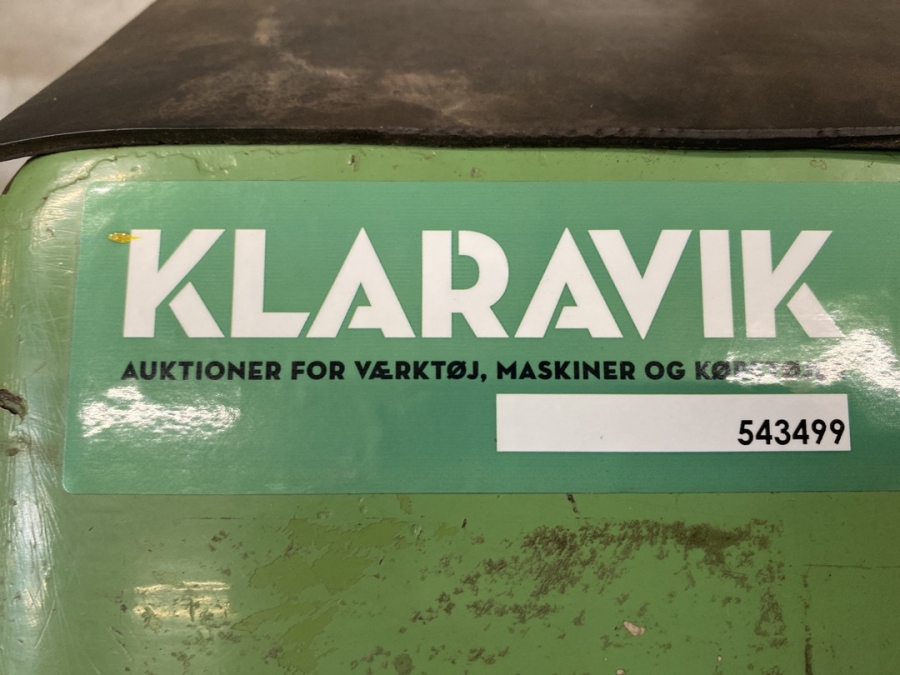 KLARAVIK
AUKTIONER FOR VÆRKTØJ, MASKINER OG
543499